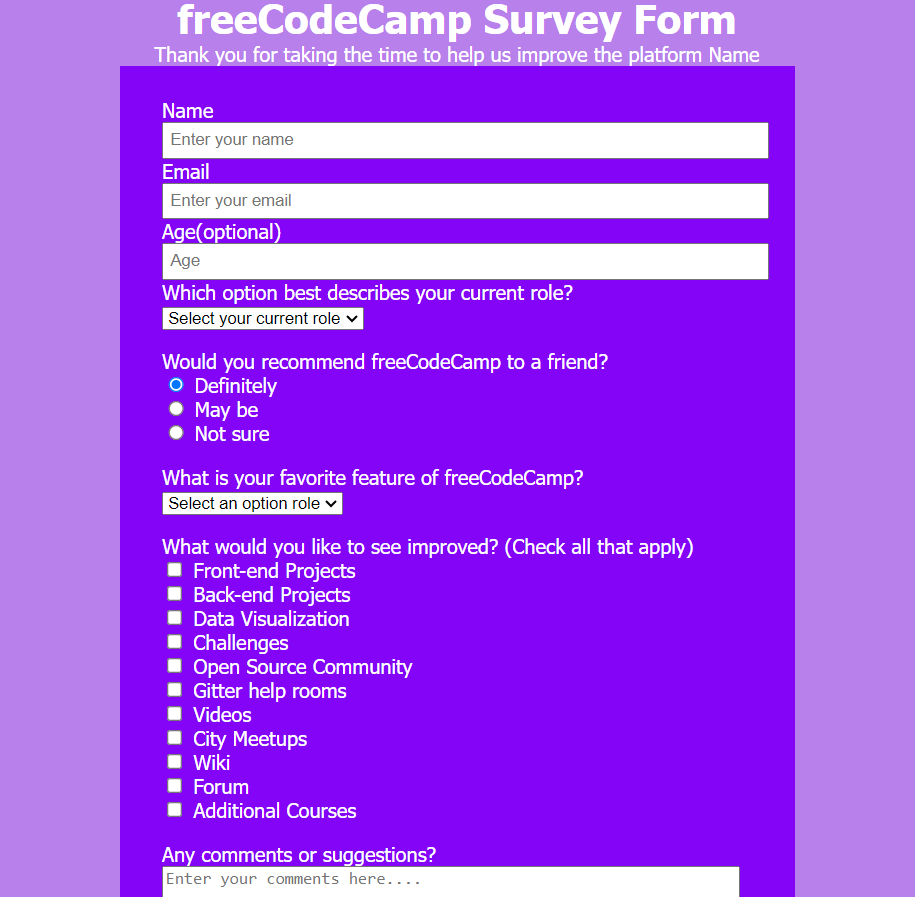 freeCodeCamp Survey Form
Thank you for taking the time to help us improve the platform Name
Name
Enter your name
Email
Enter your email
Age(optional)
Age
Which option best describes your current role?
Select your current role
Would you recommend freeCodeCamp to a friend?
Definitely
May be
Not sure
What is your favorite feature of freeCodeCamp?
Select an option role
What would you like to see improved? (Check all that apply)
Front-end Projects
Back-end Projects
Data Visualization
Challenges
Open Source Community
Gitter help rooms
Videos
City Meetups
Wiki
Forum
Additional Courses
Any comments or suggestions?
Enter your comments here....